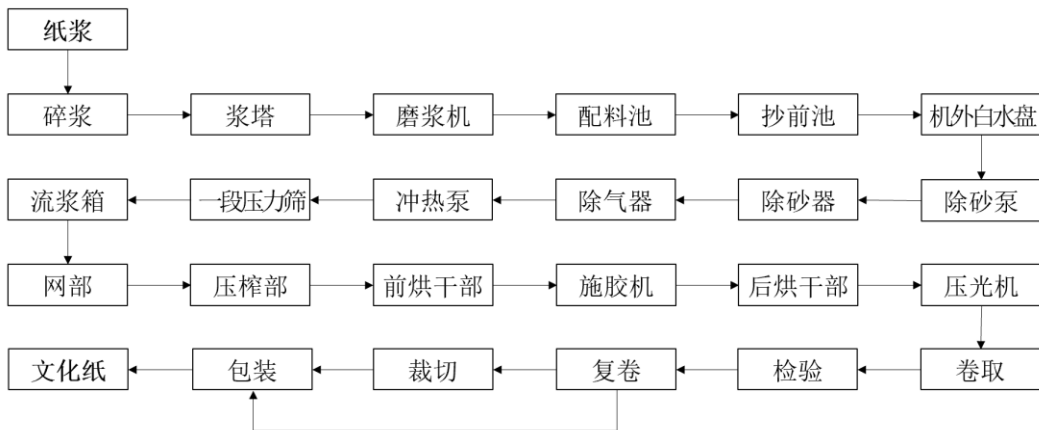 纸浆
碎浆
浆塔
磨浆机
配料池
抄前池
机外白水盘
流浆箱
一段压力筛
冲热泵
除气器
除砂器
除砂泵
网部
压榨部
前烘干部
施胶机
后烘干部
压光机
文化纸
包装
裁切
复卷
检验
卷取